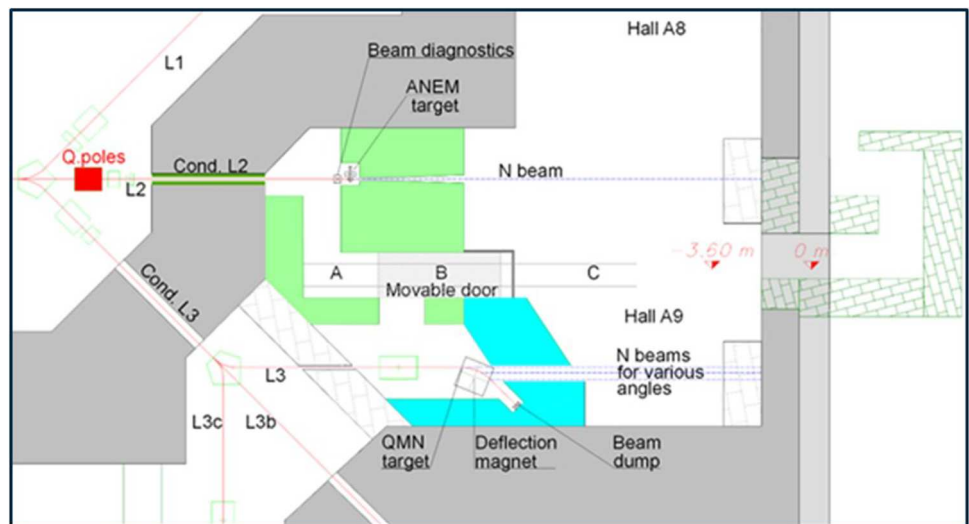 Hall A8
Beam diagnostics
L1
ANEM
target
Q.poles
Cond. L2
L2
N beam
-3.60 m
0 m
A
B
C
Movable door
Cond. L3
Hall A9
N beams
for various
angles
L3
L3c
L3b
QMN
target
Deflection
magnet
Beam
dump